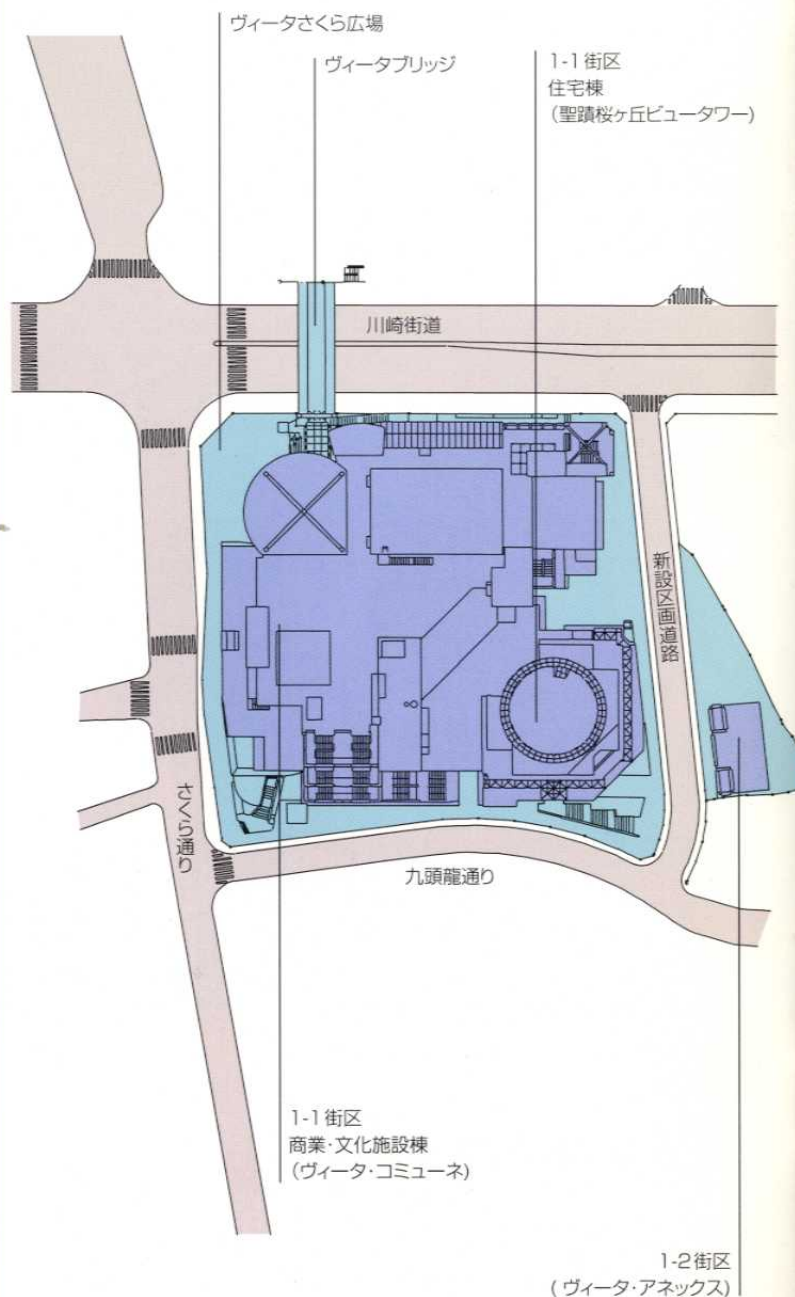 ヴィータさくら広場
ヴィータブリッジ
1-1街区
住宅棟
(聖蹟桜ヶ丘ビュータワー)
川崎街道
新設区画道路
さくら通り
九頭龍通り
1-1街区
商業・文化施設棟
(ヴィータ・コミューネ)
1-2街区
(ヴィータ・アネックス)